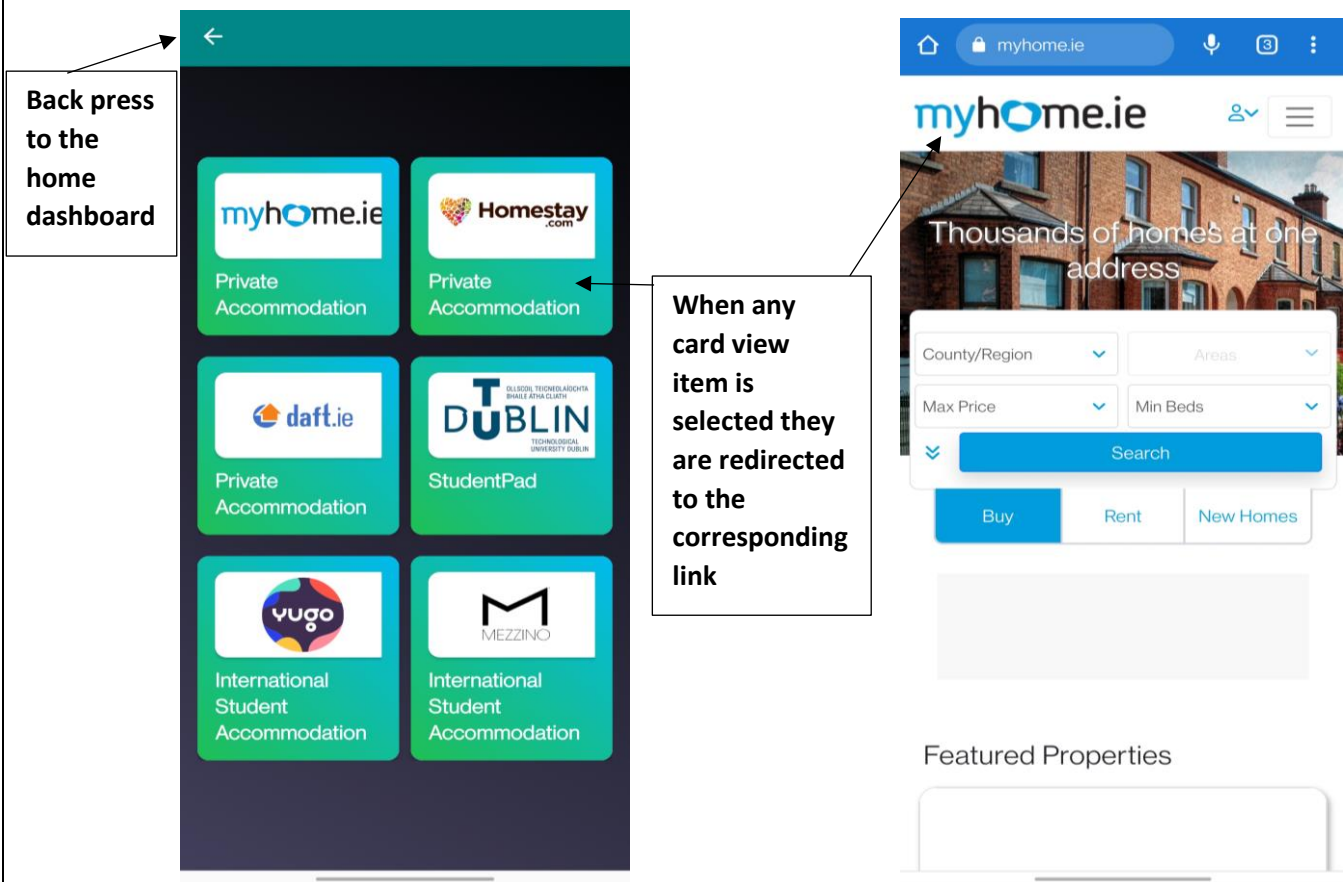 Back press
to the
home
dashboard
myhome.ie
Private
Accommodation
Homestay
.com
Private
Accommodation
daft.ie
Private
Accommodation
OLLSCOIL TEICNEOLAÍOCHTA
BHAILE ÁTHA CLIATH
DUBLIN
TECHNOLOGICAL
UNIVERSITY DUBLIN
StudentPad
yugo
International
Student
Accommodation
MEZZINO
International
Student
Accommodation
When any
card view
item is
selected they
are redirected
to the
corresponding
link
myhome.ie
3
myhome.ie
Thousands of homes at one
address
County/Region
Areas
Max Price
Min Beds
Search
Buy
Rent
New Homes
Featured Properties